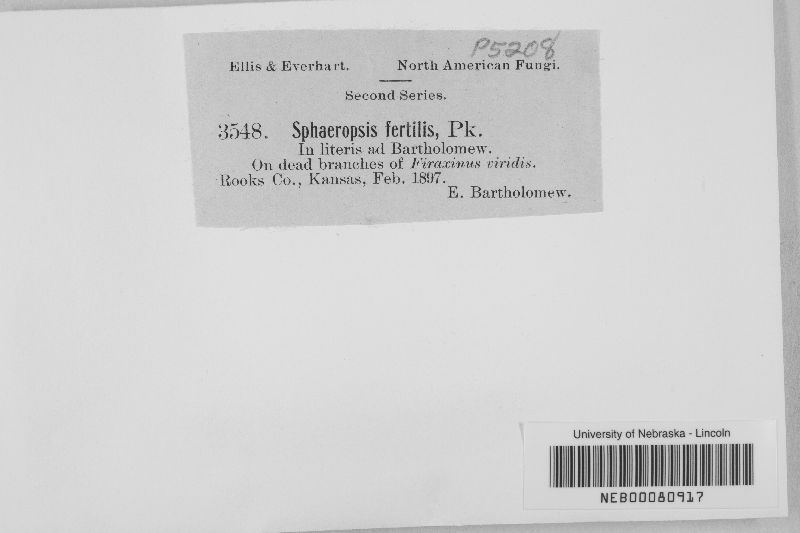 P5208
Ellis & Everhart. North American Fungi.
Second Series.
3548. Sphaeropsis fertilis, Pk.
In literis ad Bartholomew.
On dead branches of Firaxinus viridis.
Rooks Co., Kansas, Feb. 1897.
E. Bartholomew.
University of Nebraska - Lincoln
NEB00080917